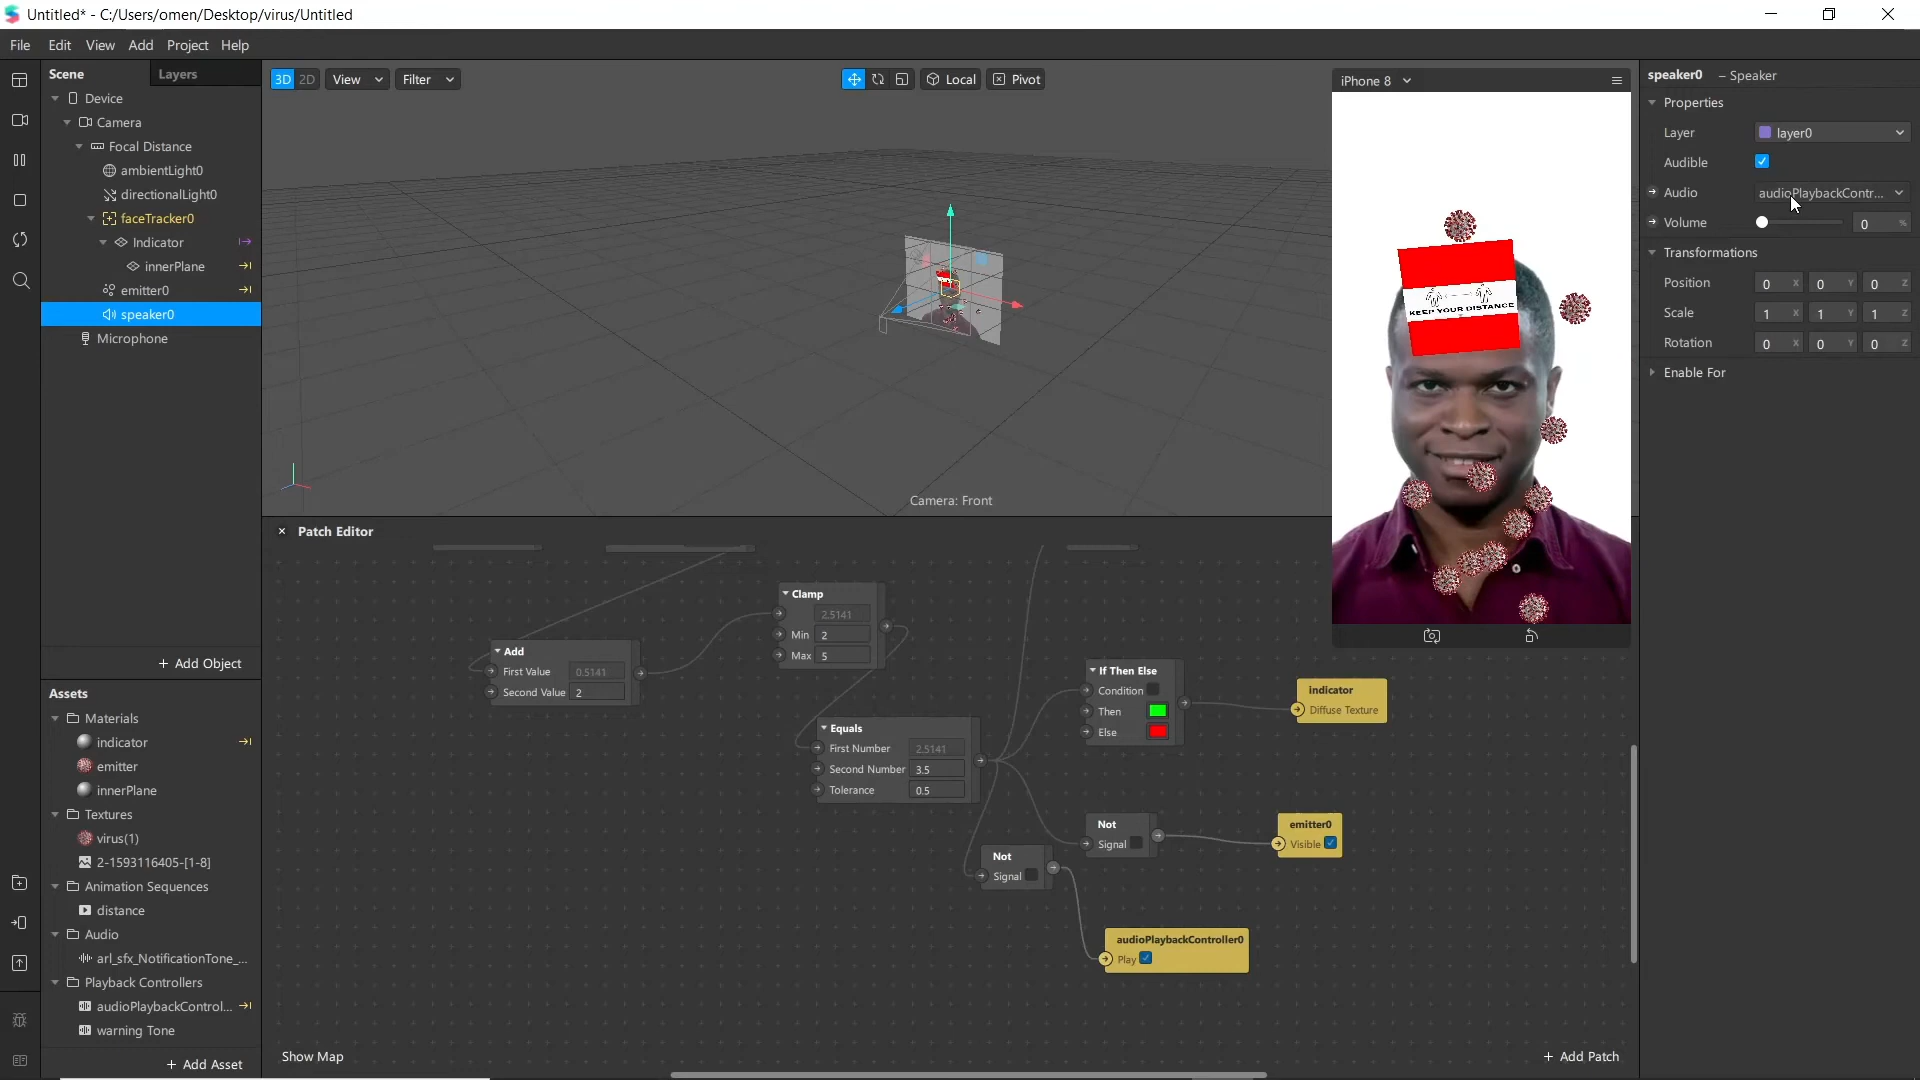 Untitled* - C:/Users/omen/Desktop/virus/Untitled
File Edit View Add Project Help
Scene Layers
Device
Camera
Focal Distance
ambientLight0
directionalLight0
faceTracker0
Indicator
innerPlane
emitter0
speaker0
Microphone
+ Add Object
Assets
Materials
indicator
emitter
innerPlane
Textures
virus(1)
2-1593116405-[1-8]
Animation Sequences
distance
Audio
arl_sfx_NotificationTone_...
Playback Controllers
audioPlaybackControl...
warning Tone
+ Add Asset
3D 2D View Filter Local Pivot
Camera: Front
Patch Editor
Clamp
2.5141
Min 2
Max 5
Add
First Value 0.5141
Second Value 2
Equals
First Number 2.5141
Second Number 3.5
Tolerance 0.5
If Then Else
Condition
Then
Else
indicator
Diffuse Texture
Not
Signal
emitter0
Visible
Not
Signal
audioPlaybackController0
Play
Show Map
+ Add Patch
iPhone 8
KEEP YOUR DISTANCE
speaker0 – Speaker
Properties
Layer layer0
Audible
Audio audioPlaybackContr...
Volume 0 %
Transformations
Position 0 X 0 Y 0 Z
Scale 1 X 1 Y 1 Z
Rotation 0 X 0 Y 0 Z
Enable For